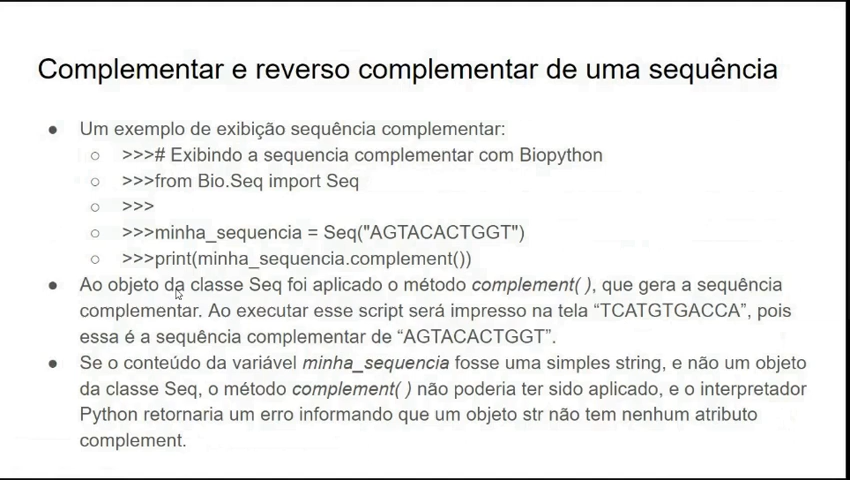 Complementar e reverso complementar de uma sequência
● Um exemplo de exibição sequência complementar:
○ >>># Exibindo a sequencia complementar com Biopython
○ >>>from Bio.Seq import Seq
○ >>>
○ >>>minha_sequencia = Seq("AGTACACTGGT")
○ >>>print(minha_sequencia.complement())
● Ao objeto da classe Seq foi aplicado o método complement( ), que gera a sequência
complementar. Ao executar esse script será impresso na tela “TCATGTGACCA”, pois
essa é a sequência complementar de “AGTACACTGGT”.
● Se o conteúdo da variável minha_sequencia fosse uma simples string, e não um objeto
da classe Seq, o método complement( ) não poderia ter sido aplicado, e o interpretador
Python retornaria um erro informando que um objeto str não tem nenhum atributo
complement.